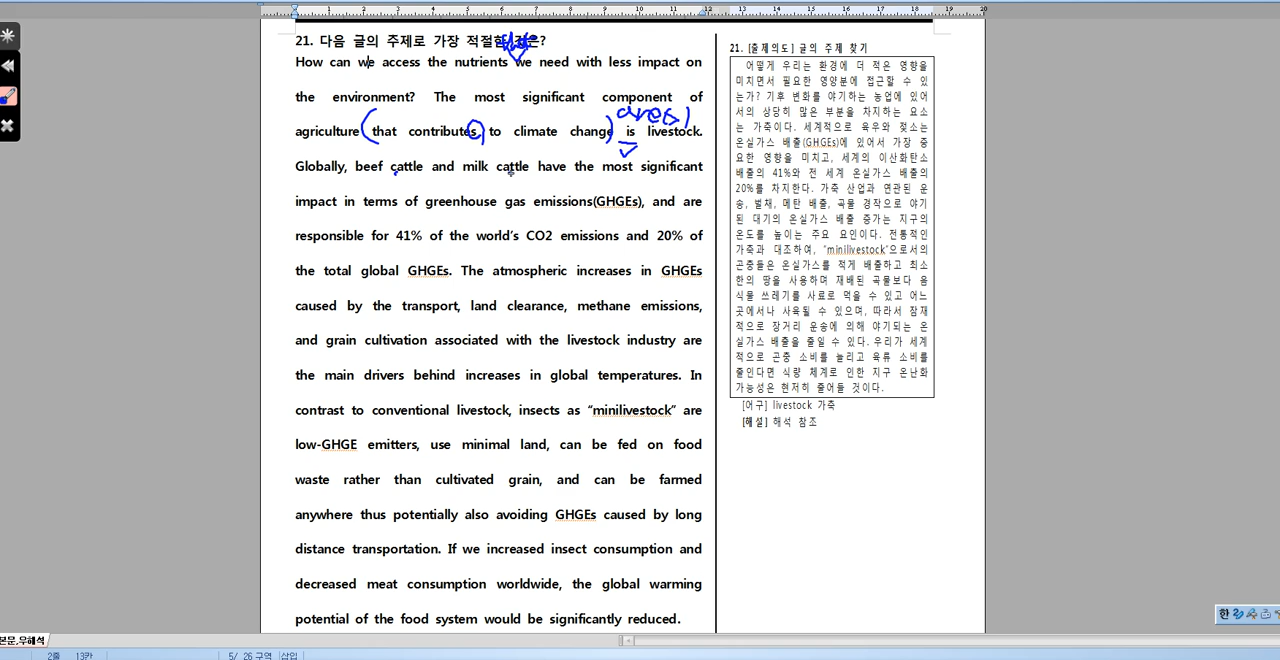 21. 다음 글의 주제로 가장 적절한 것은?
How can we access the nutrients we need with less impact on
the environment? The most significant component of
are(s)
agriculture (that contributes to climate change) is livestock.
Globally, beef cattle and milk cattle have the most significant
impact in terms of greenhouse gas emissions(GHGEs), and are
responsible for 41% of the world's CO2 emissions and 20% of
the total global GHGEs. The atmospheric increases in GHGEs
caused by the transport, land clearance, methane emissions,
and grain cultivation associated with the livestock industry are
the main drivers behind increases in global temperatures. In
contrast to conventional livestock, insects as “minilivestock” are
low-GHGE emitters, use minimal land, can be fed on food
waste rather than cultivated grain, and can be farmed
anywhere thus potentially also avoiding GHGEs caused by long
distance transportation. If we increased insect consumption and
decreased meat consumption worldwide, the global warming
potential of the food system would be significantly reduced.
21. [출제의도] 글의 주제 찾기
어떻게 우리는 환경에 더 적은 영향을
미치면서 필요한 영양분에 접근할 수 있
는가? 기후 변화를 야기하는 농업에 있어
서의 상당히 많은 부분을 차지하는 요소
는 가축이다. 세계적으로 육우와 젖소는
온실가스 배출(GHGEs)에 있어서 가장 중
요한 영향을 미치고, 세계의 이산화탄소
배출의 41%와 전 세계 온실가스 배출의
20%를 차지한다. 가축 산업과 연관된 운
송, 벌채, 메탄 배출, 곡물 경작으로 야기
된 대기의 온실가스 배출 증가는 지구의
온도를 높이는 주요 요인이다. 전통적인
가축과 대조하여, “minilivestock”으로서의
곤충들은 온실가스를 적게 배출하고 최소
한의 땅을 사용하며 재배된 곡물보다 음
식물 쓰레기를 사료로 먹을 수 있고 어느
곳에서나 사육될 수 있으며, 따라서 잠재
적으로 장거리 운송에 의해 야기되는 온
실가스 배출을 줄일 수 있다. 우리가 세계
적으로 곤충 소비를 늘리고 육류 소비를
줄인다면 식량 체계로 인한 지구 온난화
가능성은 현저히 줄어들 것이다.
[어구] livestock 가축
[해설] 해석 참조
한
본문,우해석
2줄 13칸 5/ 26 구역 삽입